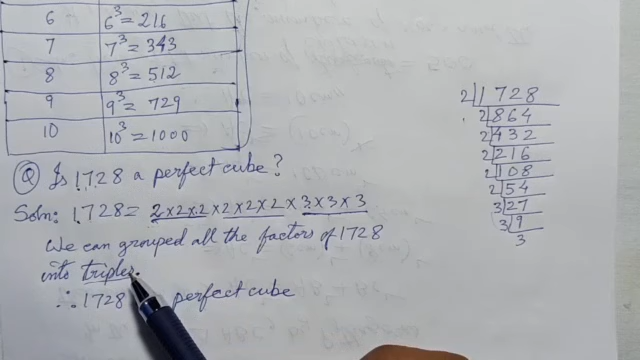 6 6³ = 216
7 7³ = 343
8 8³ = 512
9 9³ = 729
10 10³ = 1000
Q Is 1728 a perfect cube?
Soln: 1728 = 2×2×2×2×2×2×3×3×3
We can grouped all the factors of 1728
into triples.
∴ 1728 perfect cube
2 1728
2 864
2 432
2 216
2 108
2 54
3 27
3 9
3